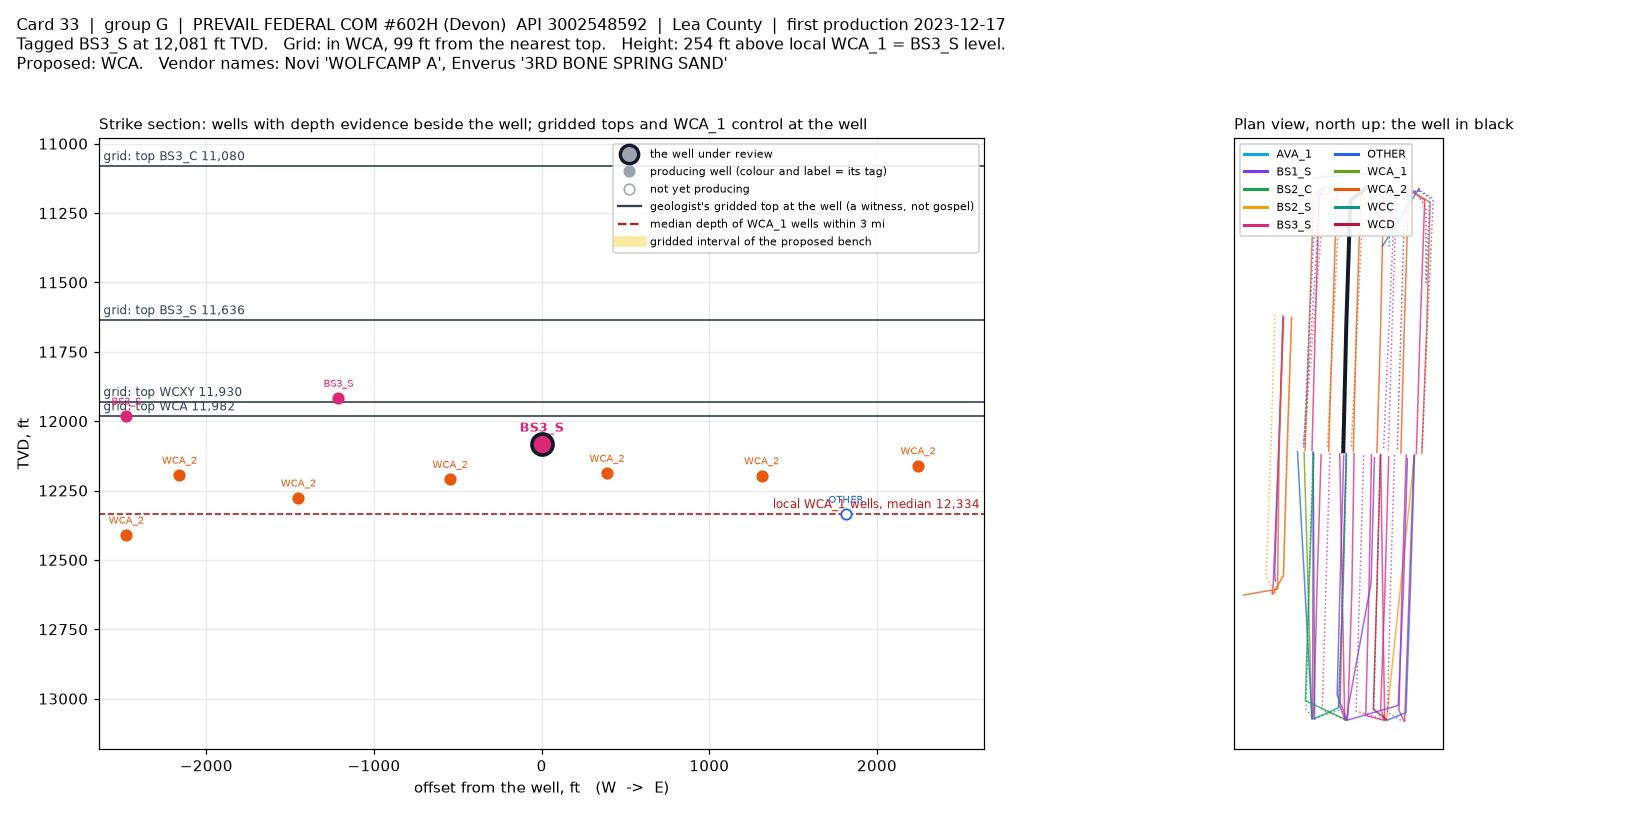 Card 33  |  group G  |  PREVAIL FEDERAL COM #602H (Devon)  API 3002548592  |  Lea County  |  first production 2023-12-17
Tagged BS3_S at 12,081 ft TVD.   Grid: in WCA, 99 ft from the nearest top.   Height: 254 ft above local WCA_1 = BS3_S level.
Proposed: WCA.   Vendor names: Novi 'WOLFCAMP A', Enverus '3RD BONE SPRING SAND'
Strike section: wells with depth evidence beside the well; gridded tops and WCA_1 control at the well
the well under review
producing well (colour and label = its tag)
not yet producing
geologist's gridded top at the well (a witness, not gospel)
median depth of WCA_1 wells within 3 mi
gridded interval of the proposed bench
grid: top BS3_C 11,080
grid: top BS3_S 11,636
grid: top WCXY 11,930
grid: top WCA 11,982
BS3_S
BS3_S
BS3_S
WCA_2
WCA_2
WCA_2
WCA_2
WCA_2
WCA_2
WCA_2
OTHER
local WCA_1 wells, median 12,334
11000
11250
11500
11750
12000
12250
12500
12750
13000
TVD, ft
−2000
−1000
0
1000
2000
offset from the well, ft   (W  ->  E)
Plan view, north up: the well in black
AVA_1
BS1_S
BS2_C
BS2_S
BS3_S
OTHER
WCA_1
WCA_2
WCC
WCD